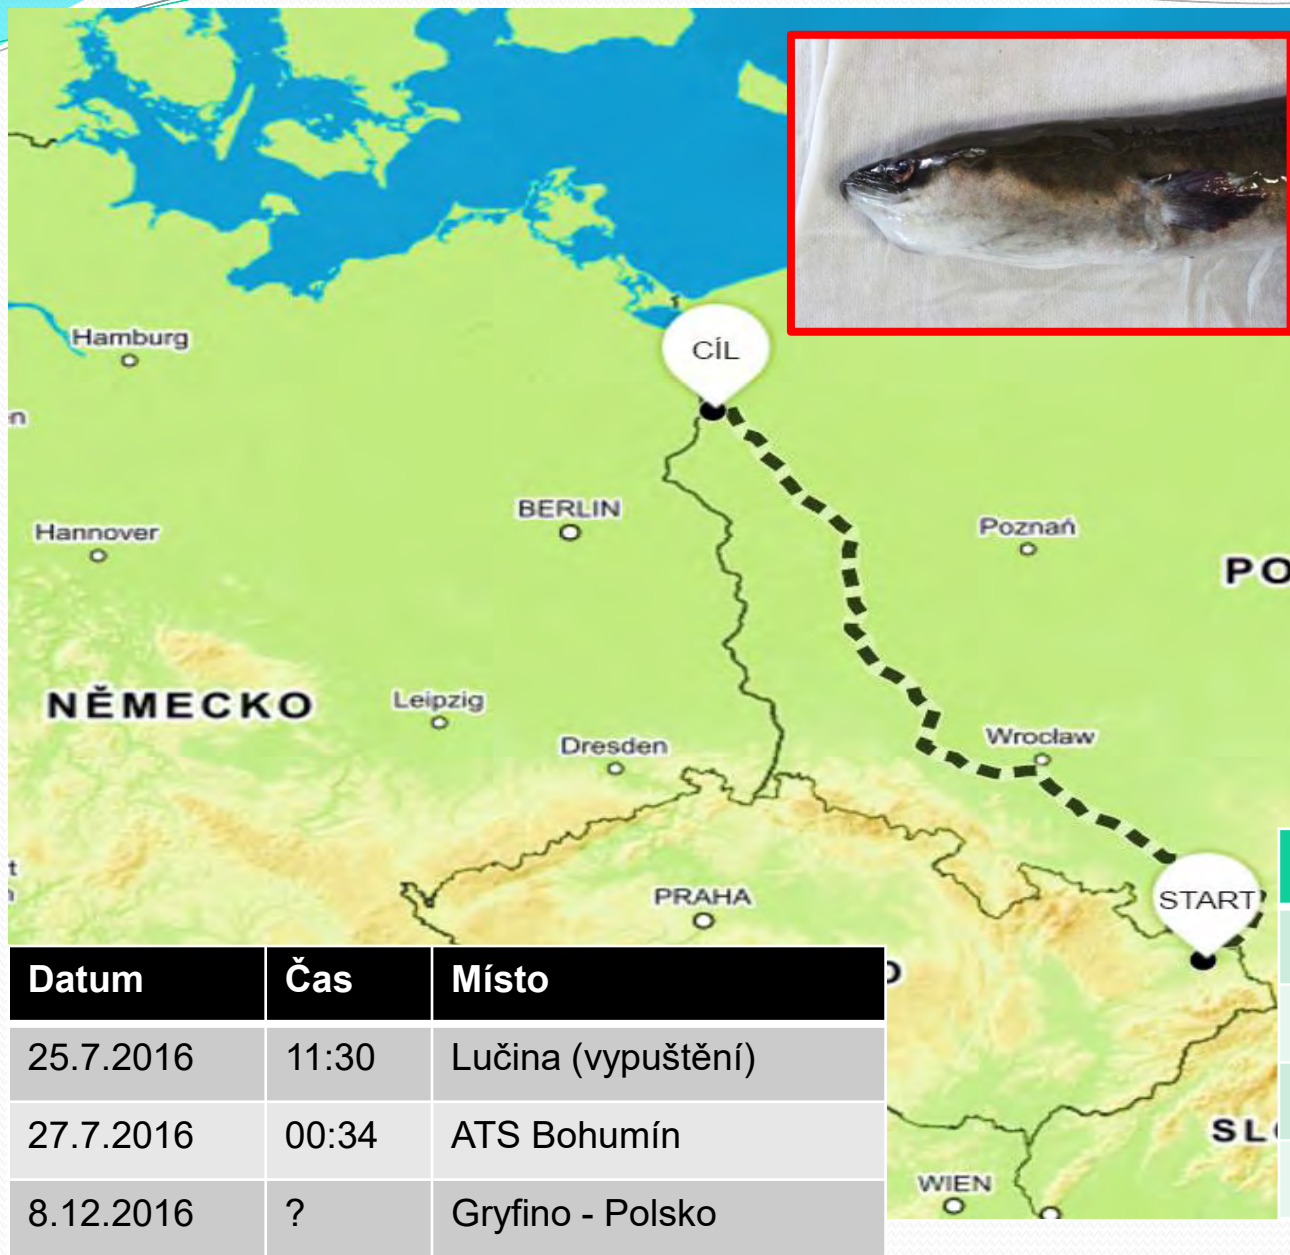 CÍL
Hamburg
n
BERLIN
Poznań
Hannover
PO
NĚMECKO
Leipzig
Wrocław
Dresden
START
PRAHA
t
Datum Čas Místo
25.7.2016 11:30 Lučina (vypuštění)
27.7.2016 00:34 ATS Bohumín
8.12.2016 ? Gryfino - Polsko
SL
WIEN